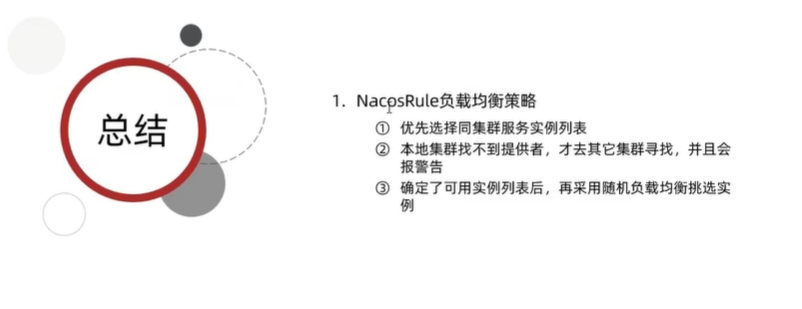 总结
1. NacosRule负载均衡策略
① 优先选择同集群服务实例列表
② 本地集群找不到提供者，才去其它集群寻找，并且会
报警告
③ 确定了可用实例列表后，再采用随机负载均衡挑选实
例